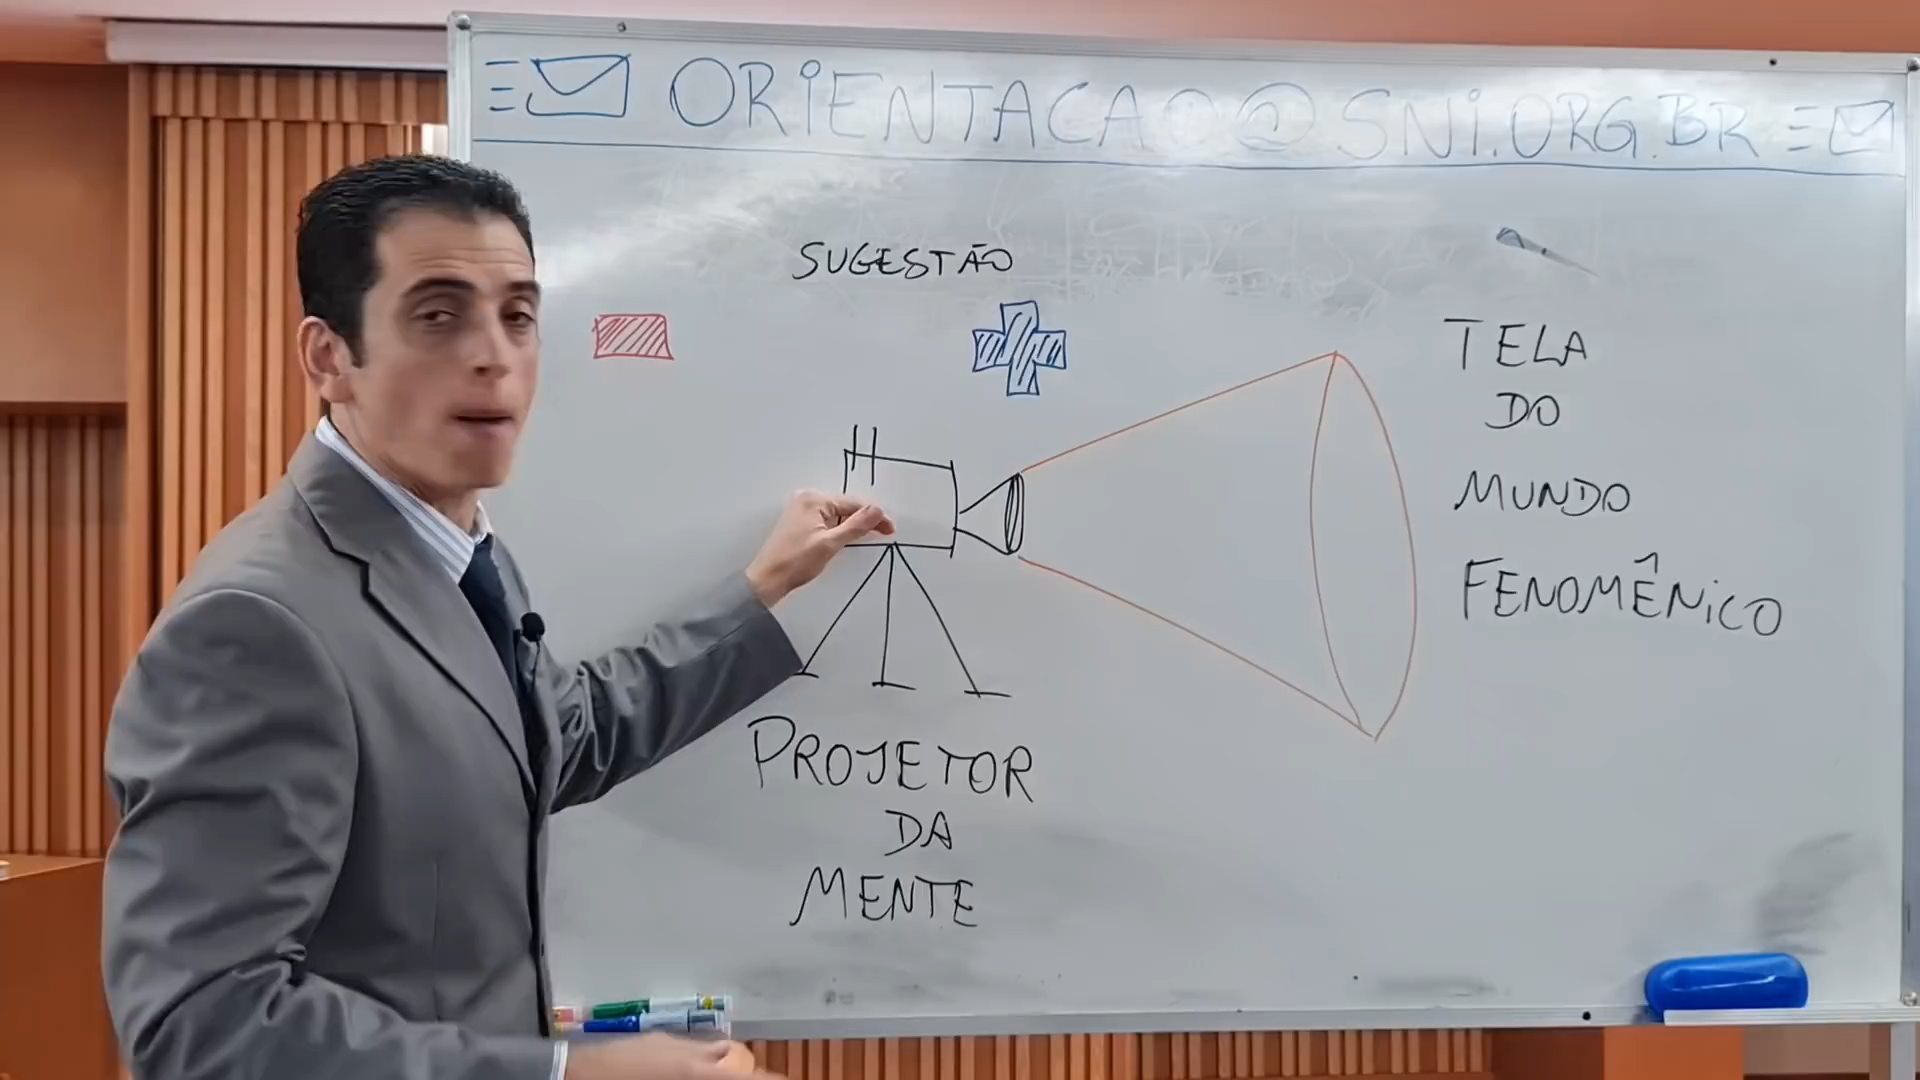 ORIENTACAO@SNI.ORG.BR
SUGESTÃO
TELA
DO
MUNDO
FENOMÊNICO
PROJETOR
DA
MENTE